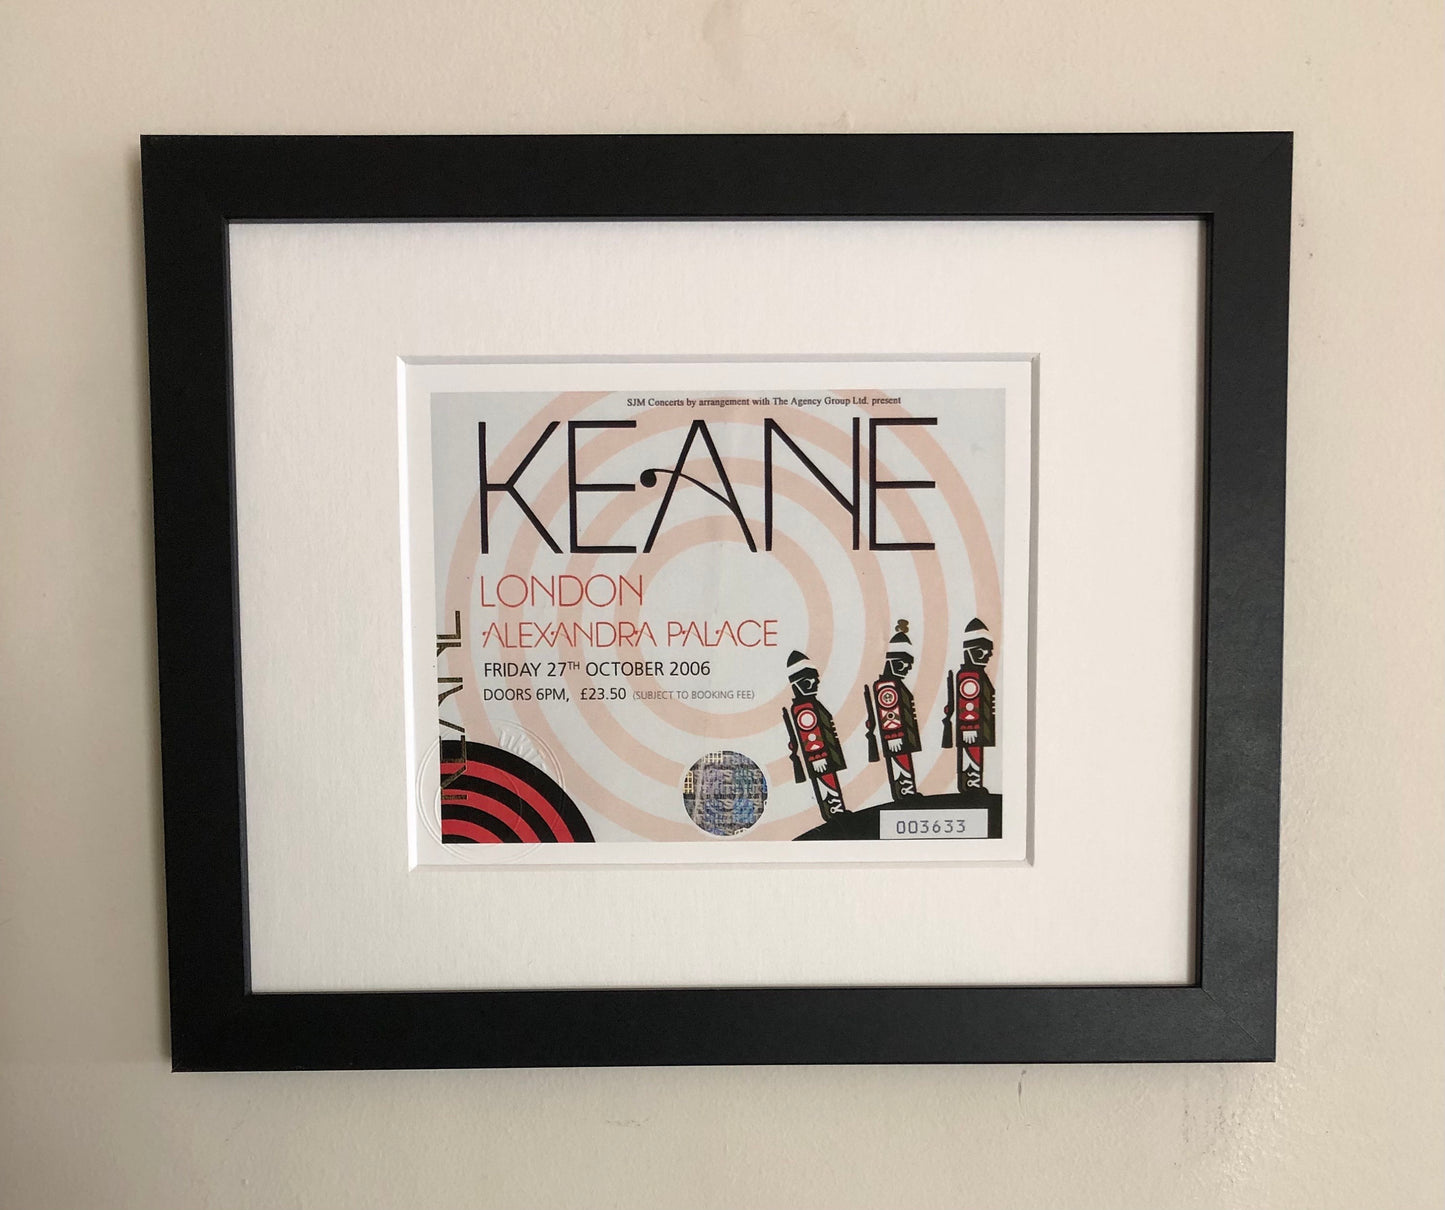 SJM Concerts by arrangement with The Agency Group Ltd. present
KEANE
LONDON
ALEXANDRA PALACE
FRIDAY 27TH OCTOBER 2006
DOORS 6PM, £23.50 (SUBJECT TO BOOKING FEE)
KEANE
003633